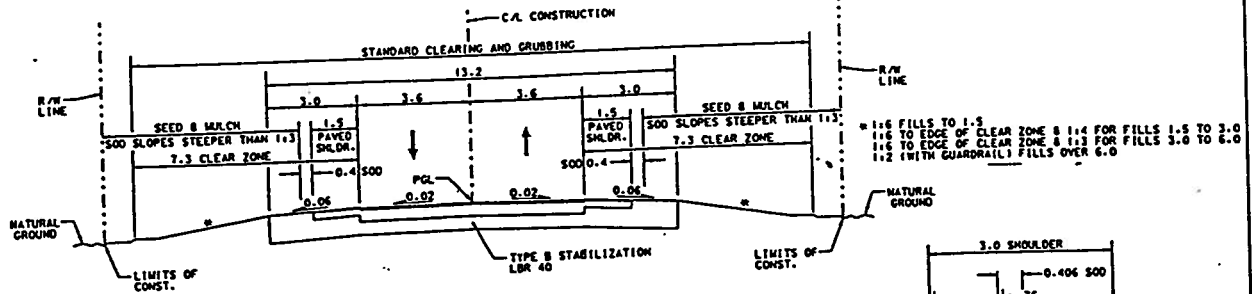 C/L CONSTRUCTION
STANDARD CLEARING AND GRUBBING
13.2
3.0
3.6
3.6
3.0
R/W
LINE
R/W
LINE
SEED & MULCH
SOD SLOPES STEEPER THAN 1:3
1.5
PAVED
SHLDR.
1.5
PAVED
SHLDR.
SEED & MULCH
SOD SLOPES STEEPER THAN 1:3
7.3 CLEAR ZONE
7.3 CLEAR ZONE
0.4 SOD
SOD 0.4
* 1:6 FILLS TO 1.5
1:6 TO EDGE OF CLEAR ZONE & 1:4 FOR FILLS 1.5 TO 3.0
1:6 TO EDGE OF CLEAR ZONE & 1:3 FOR FILLS 3.0 TO 6.0
1:2 (WITH GUARDRAIL) FILLS OVER 6.0
PGL
0.06
0.02
0.02
0.06
*
*
NATURAL
GROUND
NATURAL
GROUND
LIMITS OF
CONST.
TYPE B STABILIZATION
LBR 40
LIMITS OF
CONST.
3.0 SHOULDER
0.406 SOD